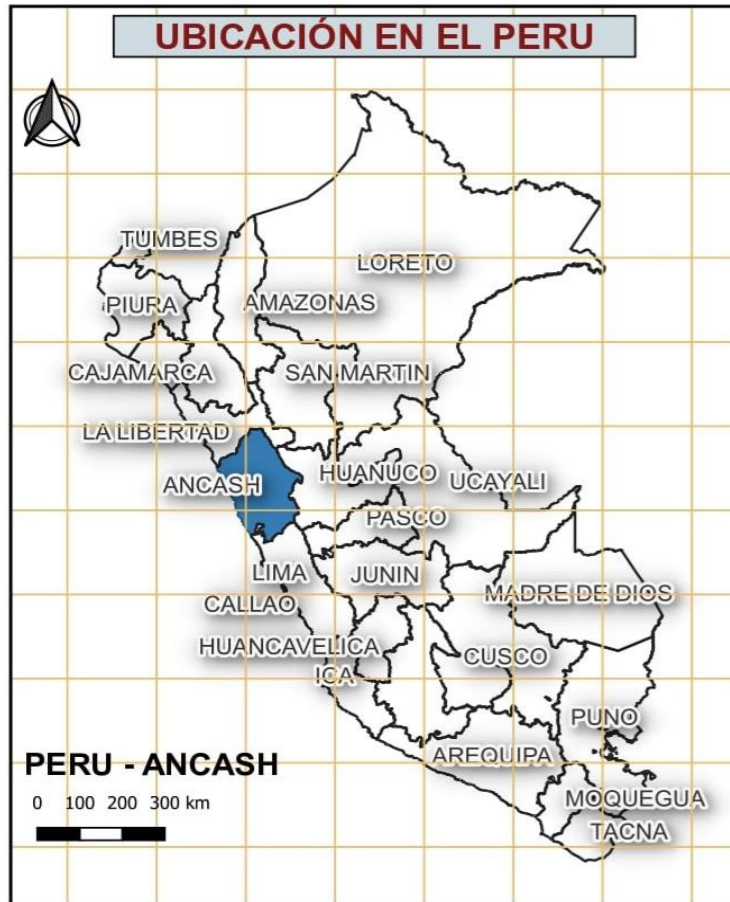 UBICACIÓN EN EL PERU
TUMBES
LORETO
PIURA
AMAZONAS
CAJAMARCA
SAN MARTIN
LA LIBERTAD
HUANUCO
ANCASH
UCAYALI
PASCO
LIMA
JUNIN
MADRE DE DIOS
CALLAO
HUANCAVELICA
CUSCO
ICA
PUNO
AREQUIPA
PERU - ANCASH
MOQUEGUA
0 100 200 300 km
TACNA